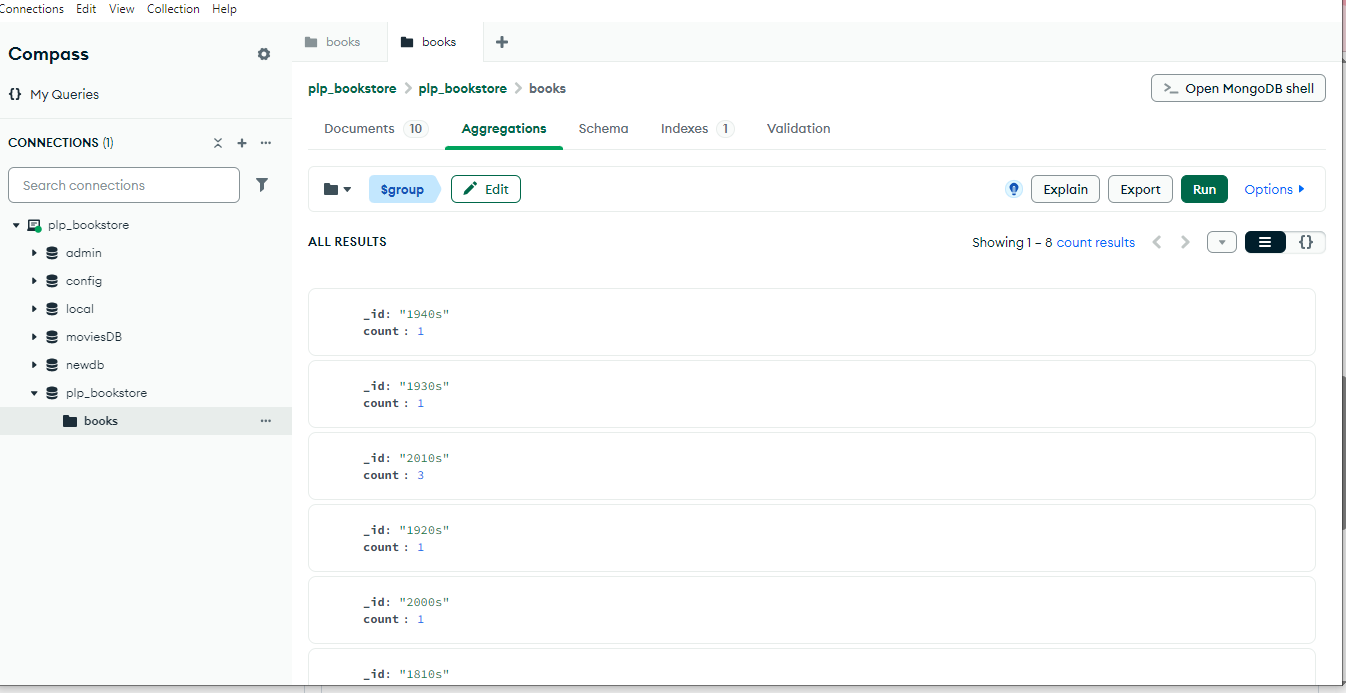 Connections Edit View Collection Help
Compass
books
books
{} My Queries
plp_bookstore > plp_bookstore > books
>_ Open MongoDB shell
CONNECTIONS (1)
Documents 10
Aggregations
Schema
Indexes 1
Validation
Search connections
$group
Edit
Explain
Export
Run
Options
plp_bookstore
admin
config
local
moviesDB
newdb
plp_bookstore
books
ALL RESULTS
Showing 1 – 8 count results
{}
_id: "1940s"
count : 1
_id: "1930s"
count : 1
_id: "2010s"
count : 3
_id: "1920s"
count : 1
_id: "2000s"
count : 1
_id: "1810s"